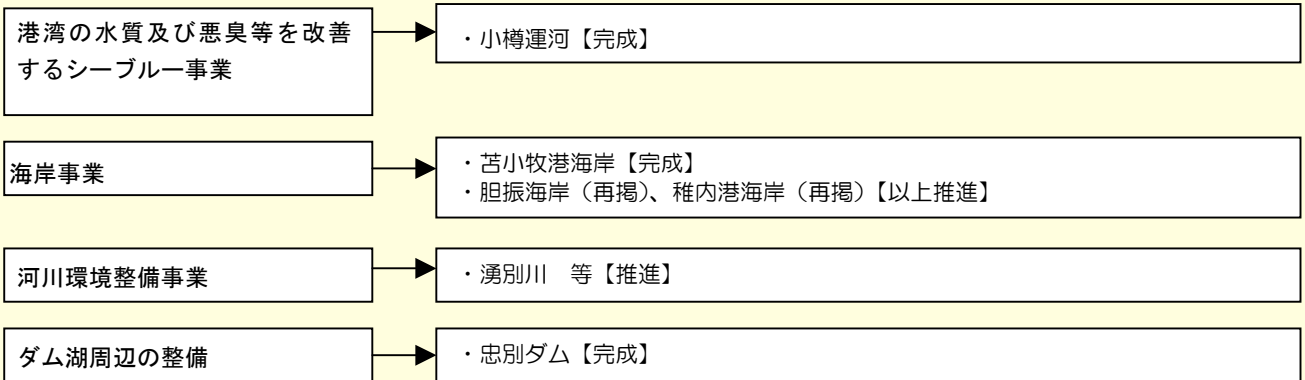 港湾の水質及び悪臭等を改善
するシーブルー事業
・小樽運河【完成】
海岸事業
・苫小牧港海岸【完成】
・胆振海岸（再掲）、稚内港海岸（再掲）【以上推進】
河川環境整備事業
・湧別川　等【推進】
ダム湖周辺の整備
・忠別ダム【完成】